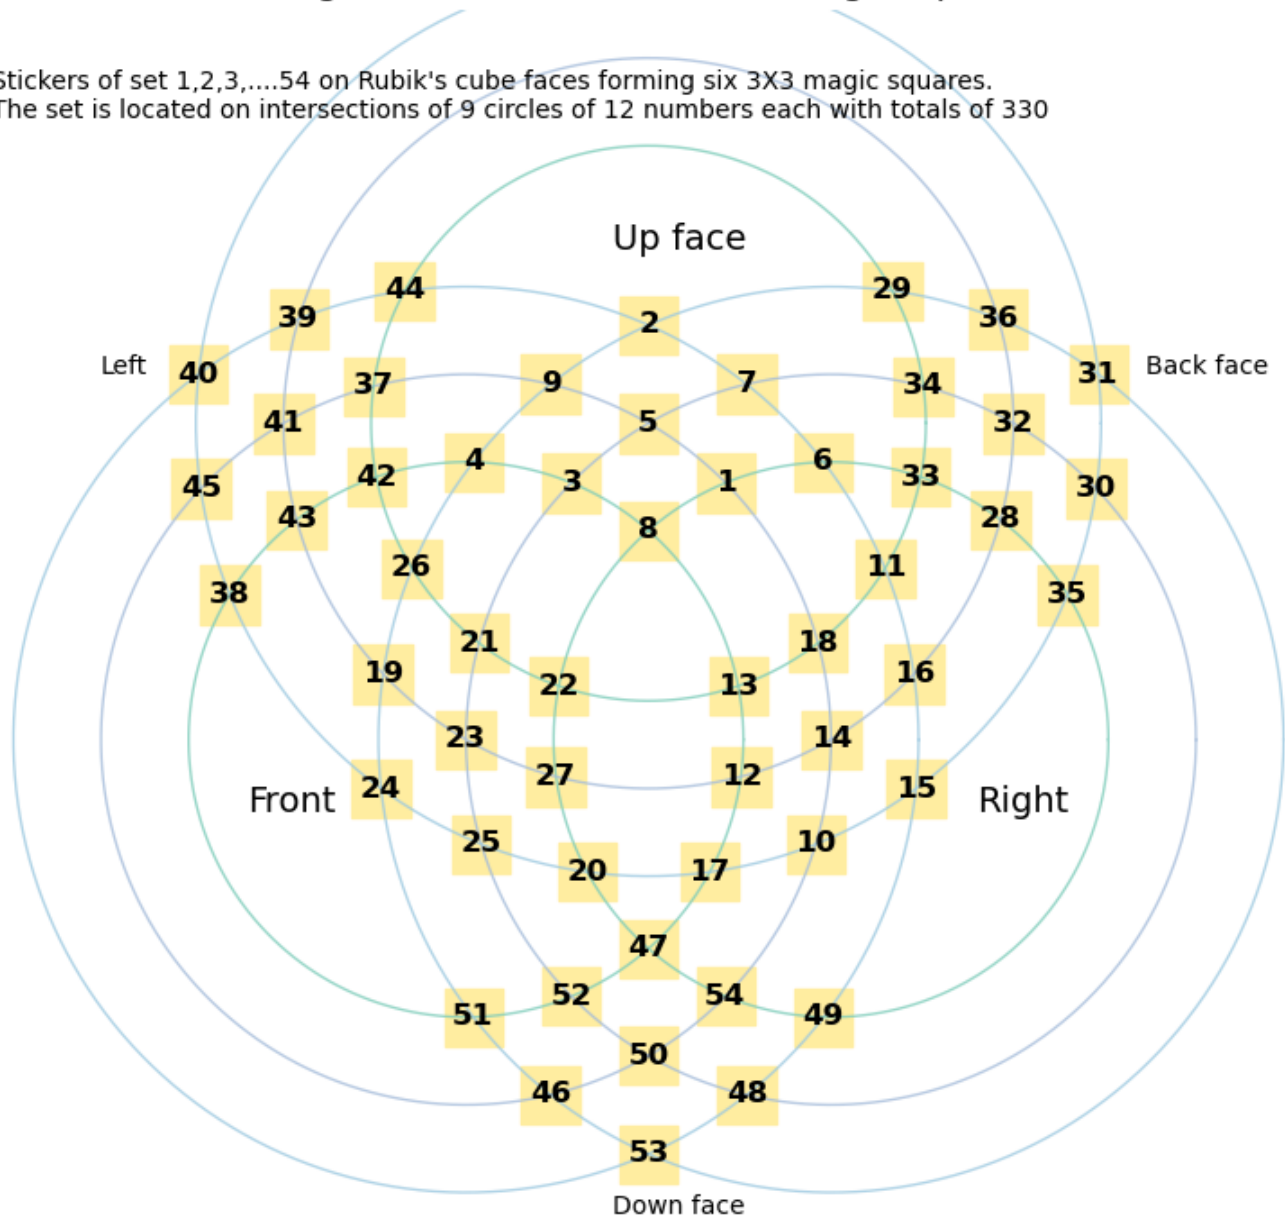 Stickers of set 1,2,3,....54 on Rubik's cube faces forming six 3X3 magic squares.
The set is located on intersections of 9 circles of 12 numbers each with totals of 330
Up face
44 29
39 2 36
Left 40 31 Back face
37 9 7 34
41 5 32
42 4 6 33
45 3 1 30
43 8 28
26 11
38 35
21 18
19 22 13 16
23 14
24 27 12 15
Front Right
25 10
20 17
47
52 54
51 49
50
46 48
53
Down face